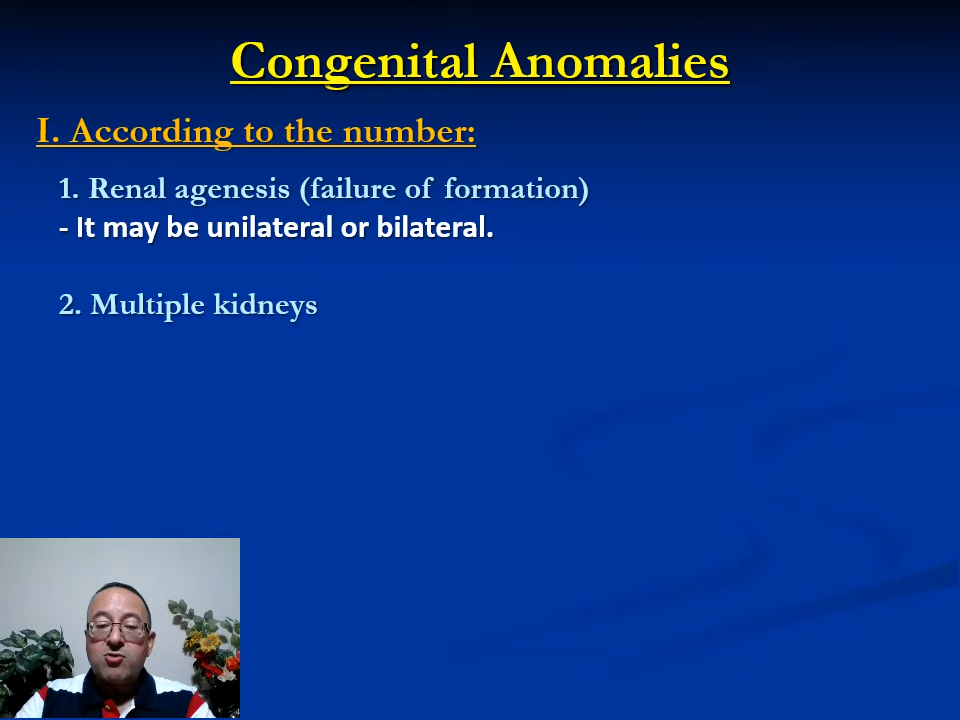 Congenital Anomalies
I. According to the number:
1. Renal agenesis (failure of formation)
- It may be unilateral or bilateral.
2. Multiple kidneys